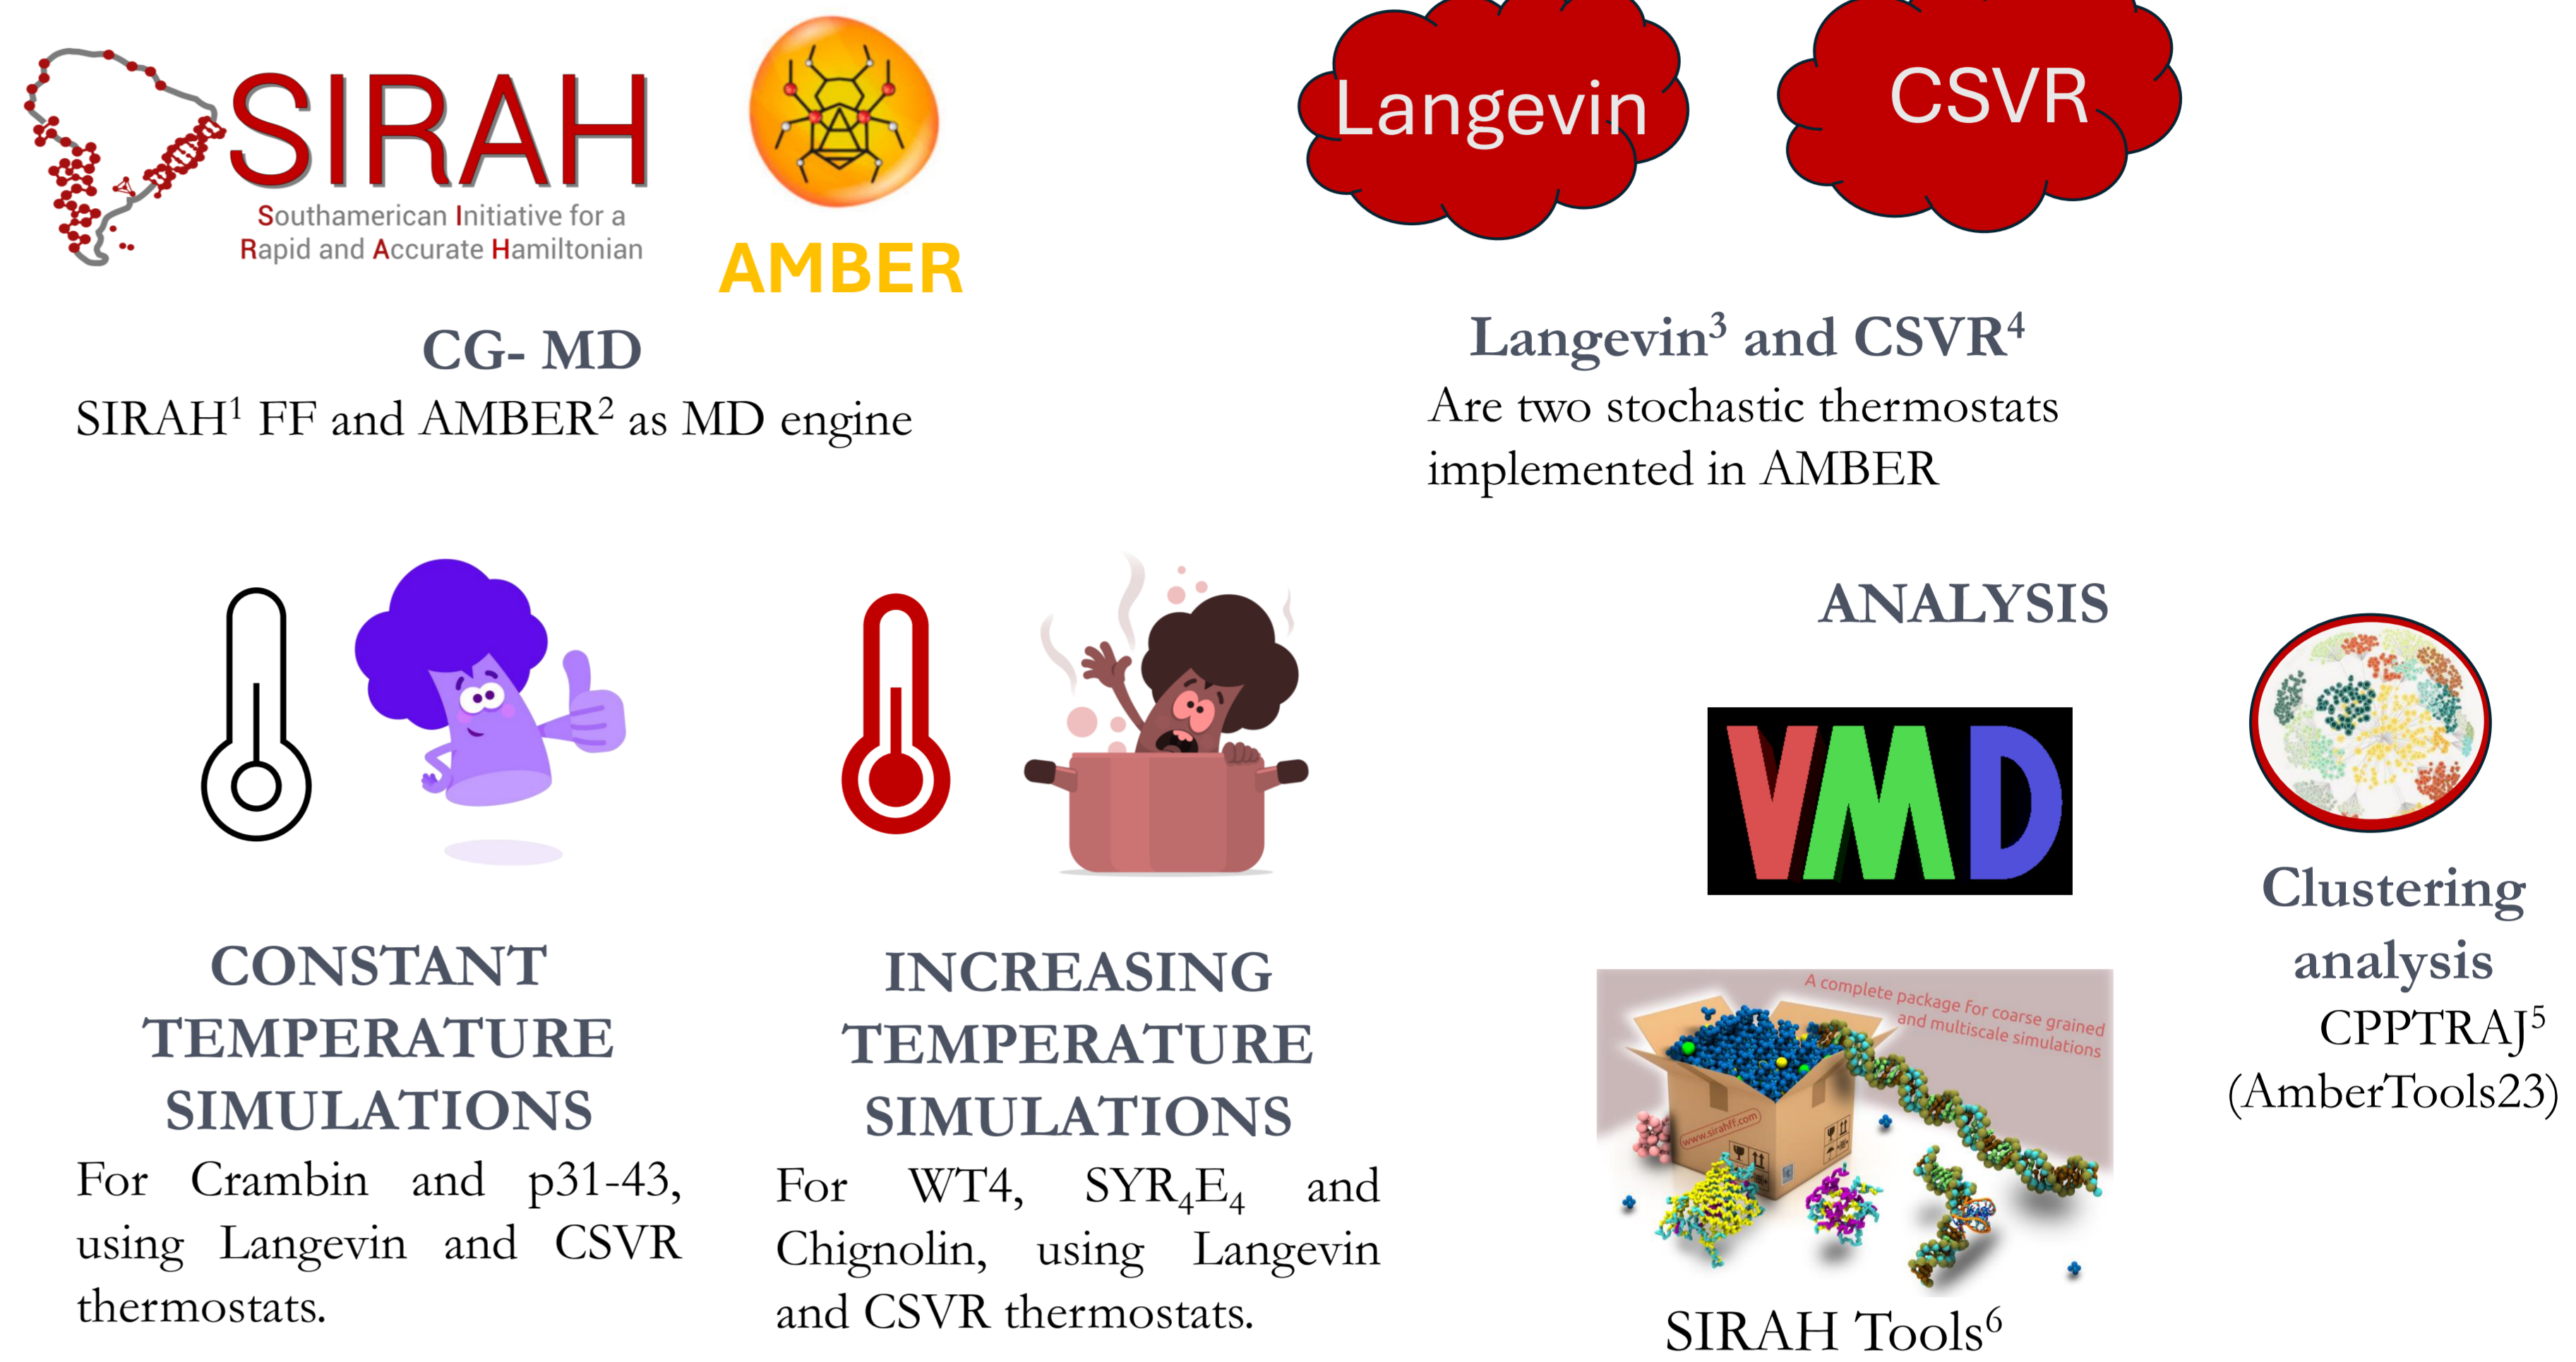 SIRAH
Southamerican Initiative for a
Rapid and Accurate Hamiltonian
AMBER
CG- MD
SIRAH¹ FF and AMBER² as MD engine
Langevin
CSVR
Langevin³ and CSVR⁴
Are two stochastic thermostats
implemented in AMBER
CONSTANT
TEMPERATURE
SIMULATIONS
For Crambin and p31-43,
using Langevin and CSVR
thermostats.
INCREASING
TEMPERATURE
SIMULATIONS
For WT4, SYR₄E₄ and
Chignolin, using Langevin
and CSVR thermostats.
ANALYSIS
VMD
A complete package for coarse grained
and multiscale simulations
www.sirahff.com
SIRAH Tools⁶
Clustering
analysis
CPPTRAJ⁵
(AmberTools23)